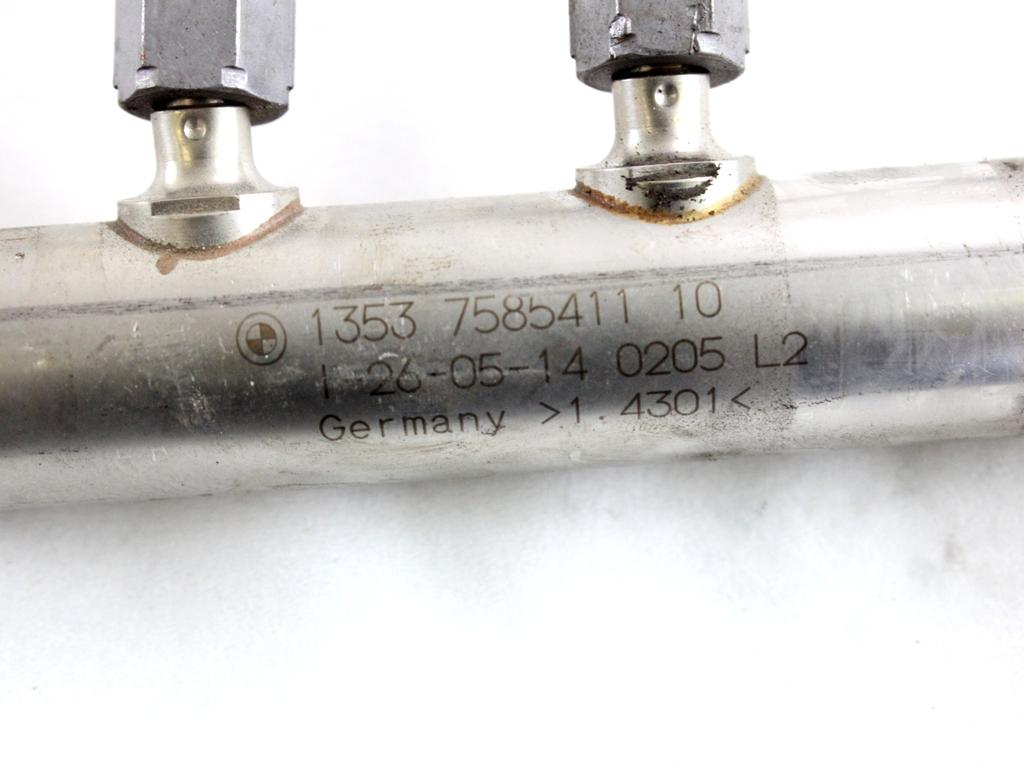 1353 7585411 10
I-26-05-14 0205 L2
Germany >1.4301<